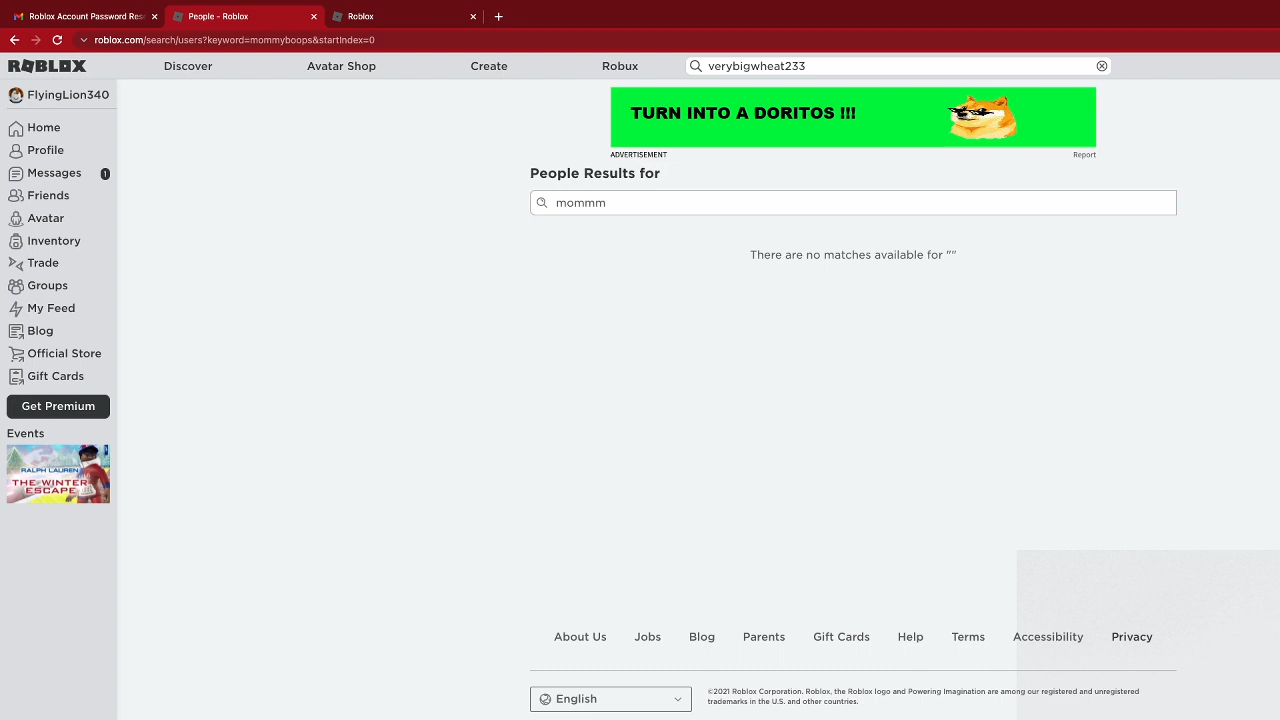 Roblox Account Password Res
People - Roblox
Roblox
roblox.com/search/users?keyword=mommyboops&startIndex=0
ROBLOX
Discover
Avatar Shop
Create
Robux
verybigwheat233
FlyingLion340
Home
Profile
Messages
1
Friends
Avatar
Inventory
Trade
Groups
My Feed
Blog
Official Store
Gift Cards
Get Premium
Events
RALPH LAUREN
THE WINTER
ESCAPE
TURN INTO A DORITOS !!!
ADVERTISEMENT
Report
People Results for
mommm
There are no matches available for ""
About Us
Jobs
Blog
Parents
Gift Cards
Help
Terms
Accessibility
Privacy
English
©2021 Roblox Corporation. Roblox, the Roblox logo and Powering Imagination are among our registered and unregistered
trademarks in the U.S. and other countries.